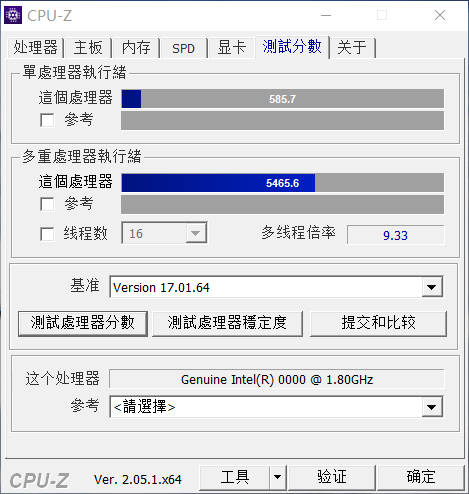 CPU-Z
处理器 主板 内存 SPD 显卡 測試分數 关于
單處理器執行緒
這個處理器 585.7
參考
多重處理器執行緒
這個處理器 5465.6
參考
线程数 16 多线程倍率 9.33
基准 Version 17.01.64
測試處理器分數 測試處理器穩定度 提交和比较
这个处理器 Genuine Intel(R) 0000 @ 1.80GHz
參考 <請選擇>
CPU-Z Ver. 2.05.1.x64 工具 验证 确定